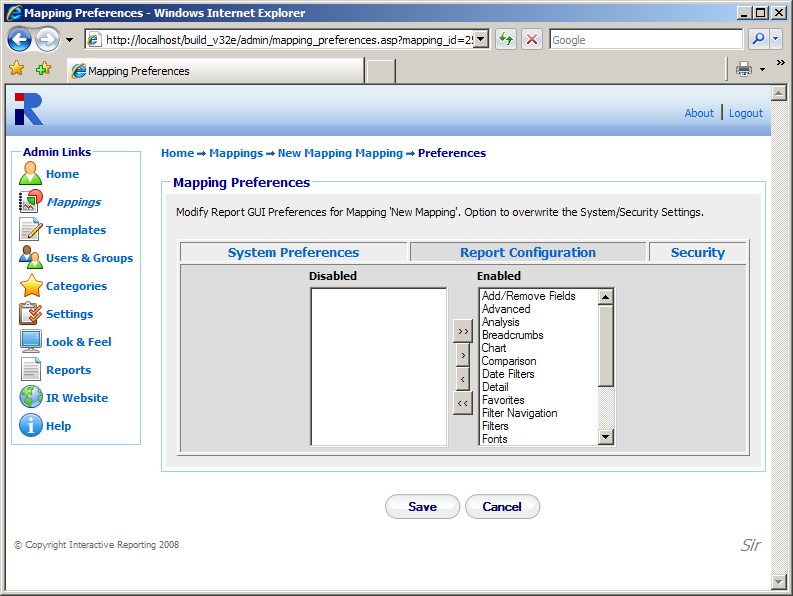 Mapping Preferences - Windows Internet Explorer
http://localhost/build_v32e/admin/mapping_preferences.asp?mapping_id=25
Google
Mapping Preferences
About
Logout
Admin Links
Home
Mappings
Templates
Users & Groups
Categories
Settings
Look & Feel
Reports
IR Website
Help
Home → Mappings → New Mapping Mapping → Preferences
Mapping Preferences
Modify Report GUI Preferences for Mapping 'New Mapping'. Option to overwrite the System/Security Settings.
System Preferences
Report Configuration
Security
Disabled
>>
>
<
<<
Enabled
Add/Remove Fields
Advanced
Analysis
Breadcrumbs
Chart
Comparison
Date Filters
Detail
Favorites
Filter Navigation
Filters
Fonts
Save
Cancel
© Copyright Interactive Reporting 2008
Sir